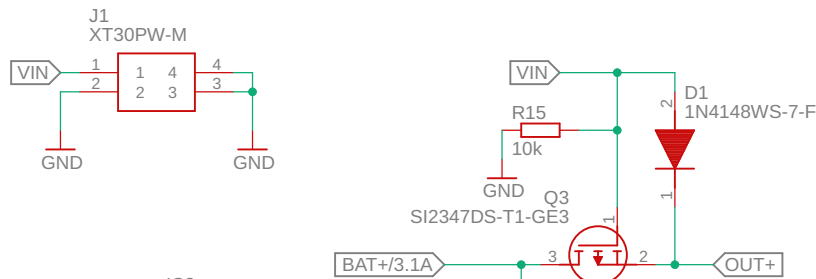 J1
XT30PW-M
VIN
1
1
4
4
2
2
3
3
GND
GND
VIN
R15
10k
GND
2
D1
1N4148WS-7-F
1
Q3
SI2347DS-T1-GE3
1
BAT+/3.1A
3
2
OUT+